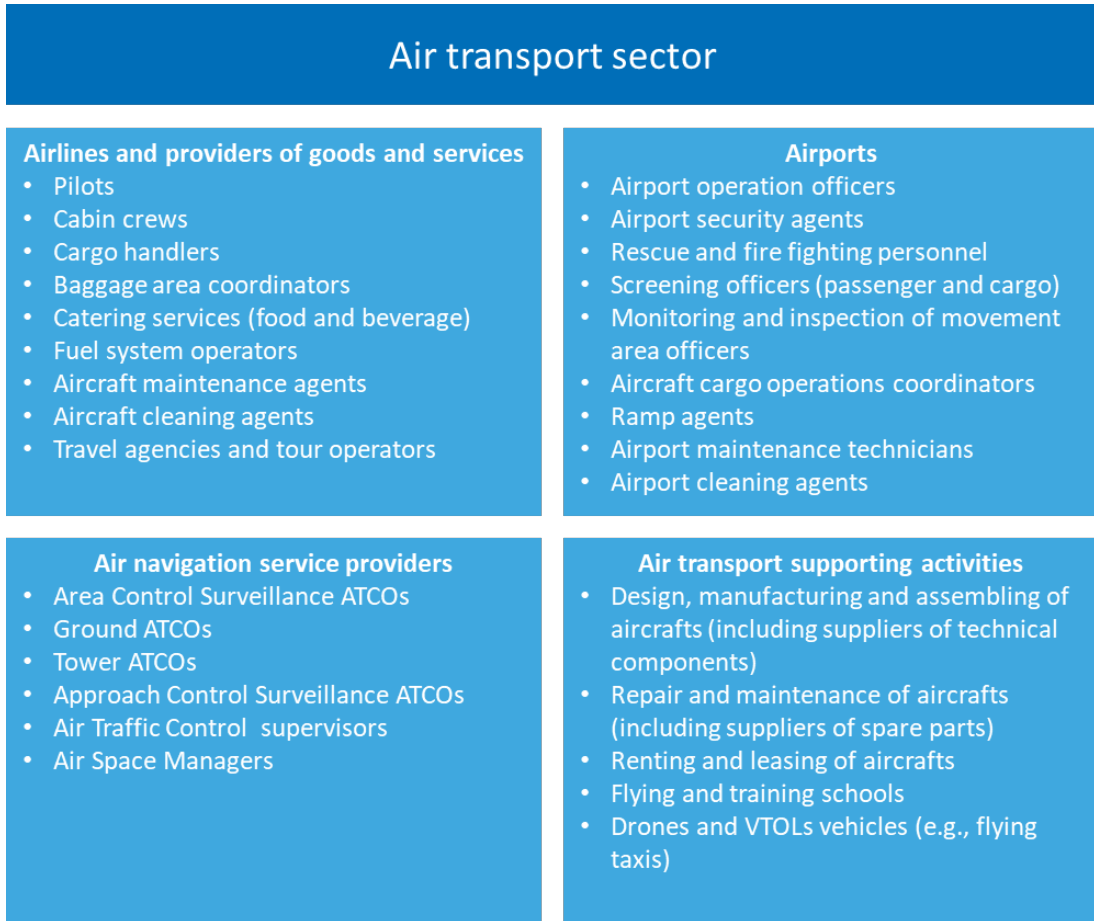 Air transport sector
Airlines and providers of goods and services
• Pilots
• Cabin crews
• Cargo handlers
• Baggage area coordinators
• Catering services (food and beverage)
• Fuel system operators
• Aircraft maintenance agents
• Aircraft cleaning agents
• Travel agencies and tour operators
Airports
• Airport operation officers
• Airport security agents
• Rescue and fire fighting personnel
• Screening officers (passenger and cargo)
• Monitoring and inspection of movement
area officers
• Aircraft cargo operations coordinators
• Ramp agents
• Airport maintenance technicians
• Airport cleaning agents
Air navigation service providers
• Area Control Surveillance ATCOs
• Ground ATCOs
• Tower ATCOs
• Approach Control Surveillance ATCOs
• Air Traffic Control  supervisors
• Air Space Managers
Air transport supporting activities
• Design, manufacturing and assembling of
aircrafts (including suppliers of technical
components)
• Repair and maintenance of aircrafts
(including suppliers of spare parts)
• Renting and leasing of aircrafts
• Flying and training schools
• Drones and VTOLs vehicles (e.g., flying
taxis)